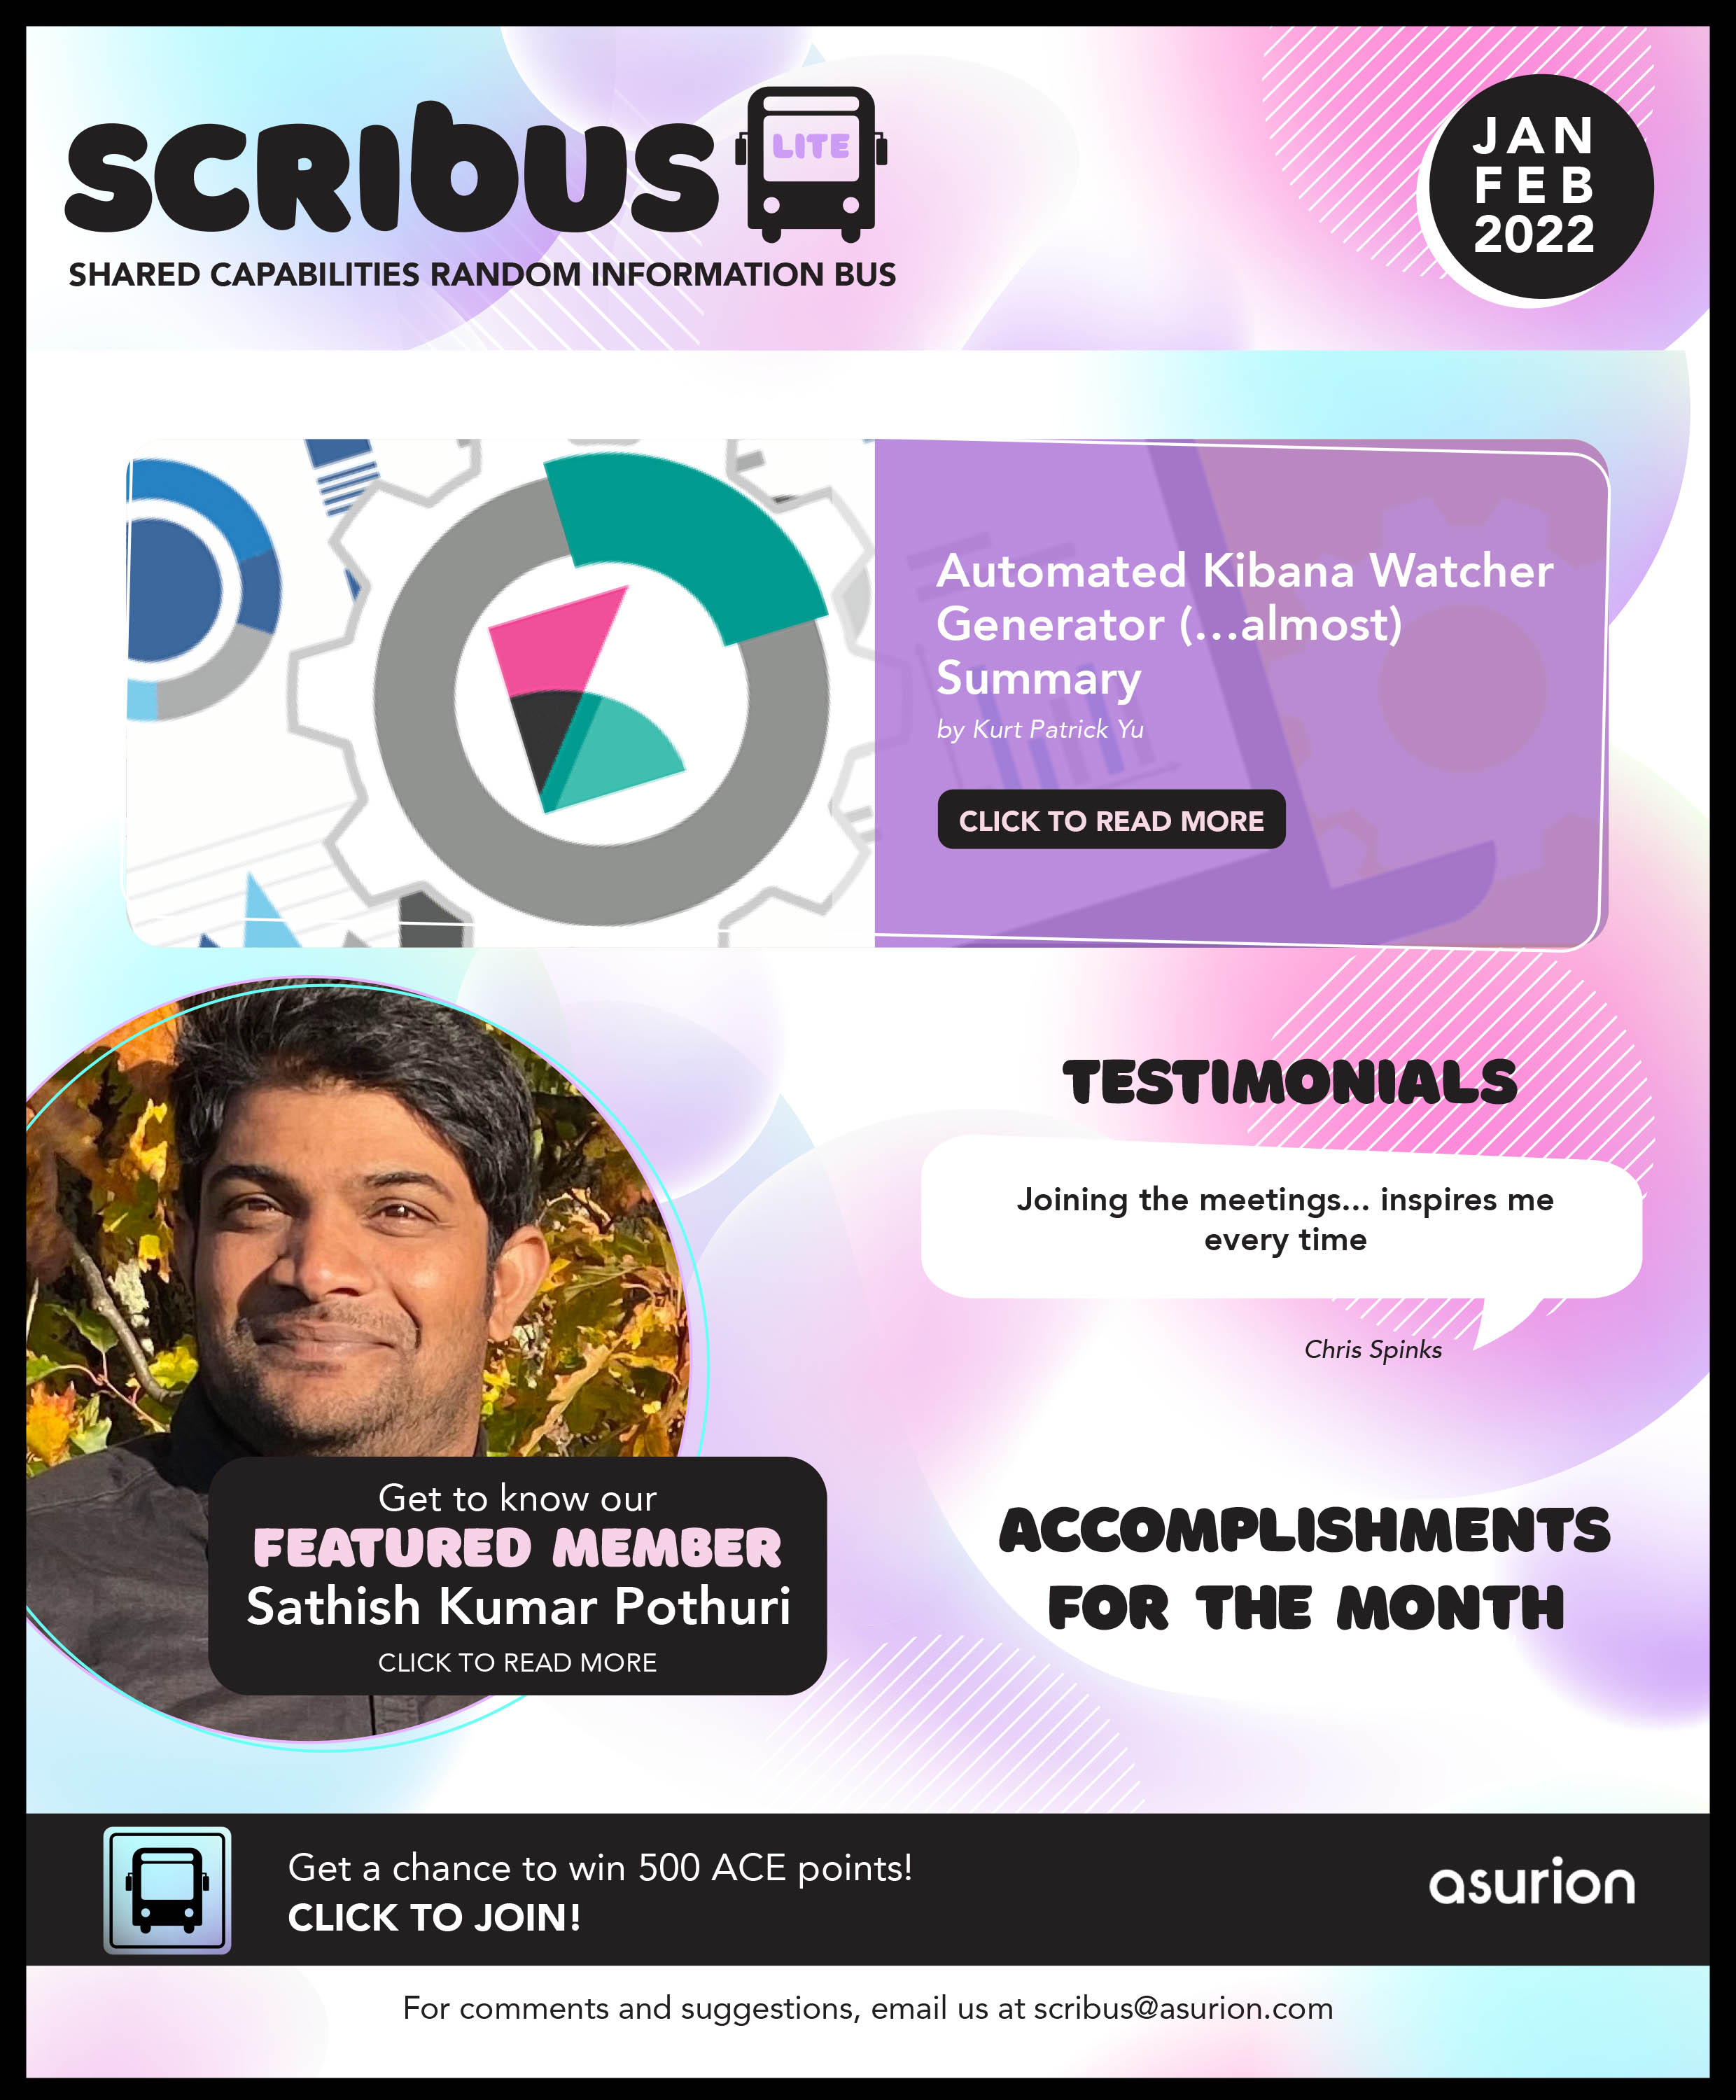 SCRIbUS
LITE
SHARED CAPABILITIES RANDOM INFORMATION BUS
JAN
FEB
2022
Automated Kibana Watcher
Generator (...almost)
Summary
by Kurt Patrick Yu
CLICK TO READ MORE
TESTIMONIALS
Joining the meetings... inspires me
every time
Chris Spinks
Get to know our
FEATURED MEMBER
Sathish Kumar Pothuri
CLICK TO READ MORE
ACCOMPLISHMENTS
FOR THE MONTH
Get a chance to win 500 ACE points!
CLICK TO JOIN!
asurion
For comments and suggestions, email us at scribus@asurion.com